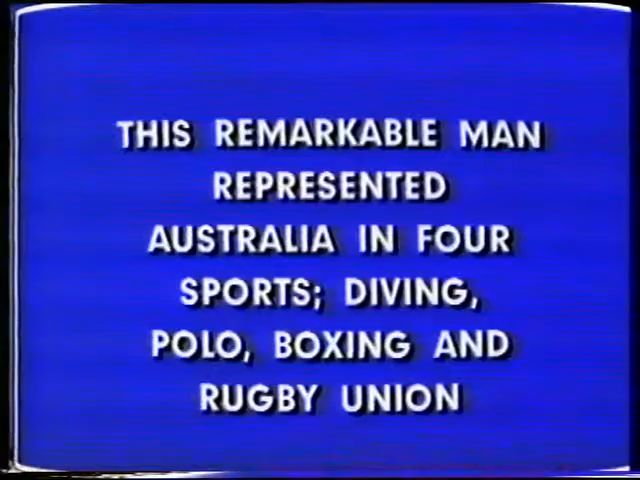 THIS REMARKABLE MAN
REPRESENTED
AUSTRALIA IN FOUR
SPORTS; DIVING,
POLO, BOXING AND
RUGBY UNION